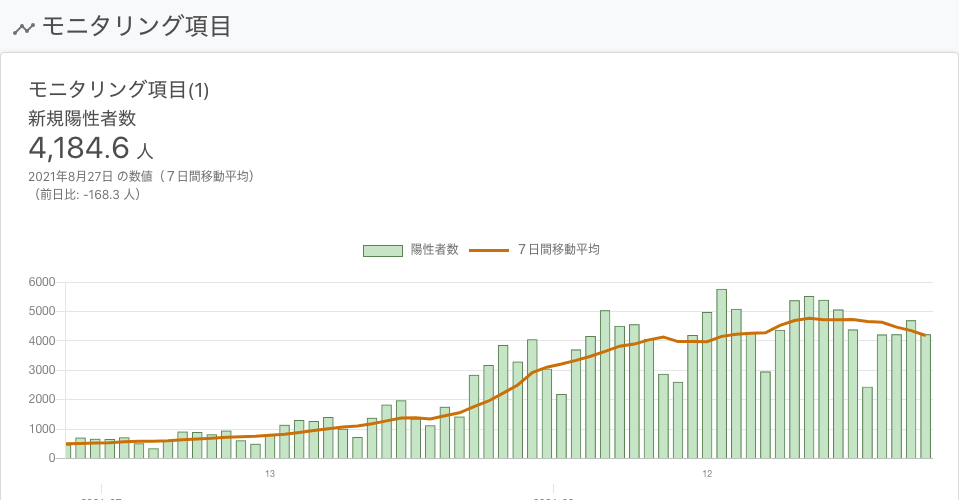 モニタリング項目
モニタリング項目(1)
新規陽性者数
4,184.6 人
2021年8月27日 の数値（７日間移動平均）
（前日比: -168.3 人）
陽性者数 ７日間移動平均
6000
5000
4000
3000
2000
1000
0
13 12